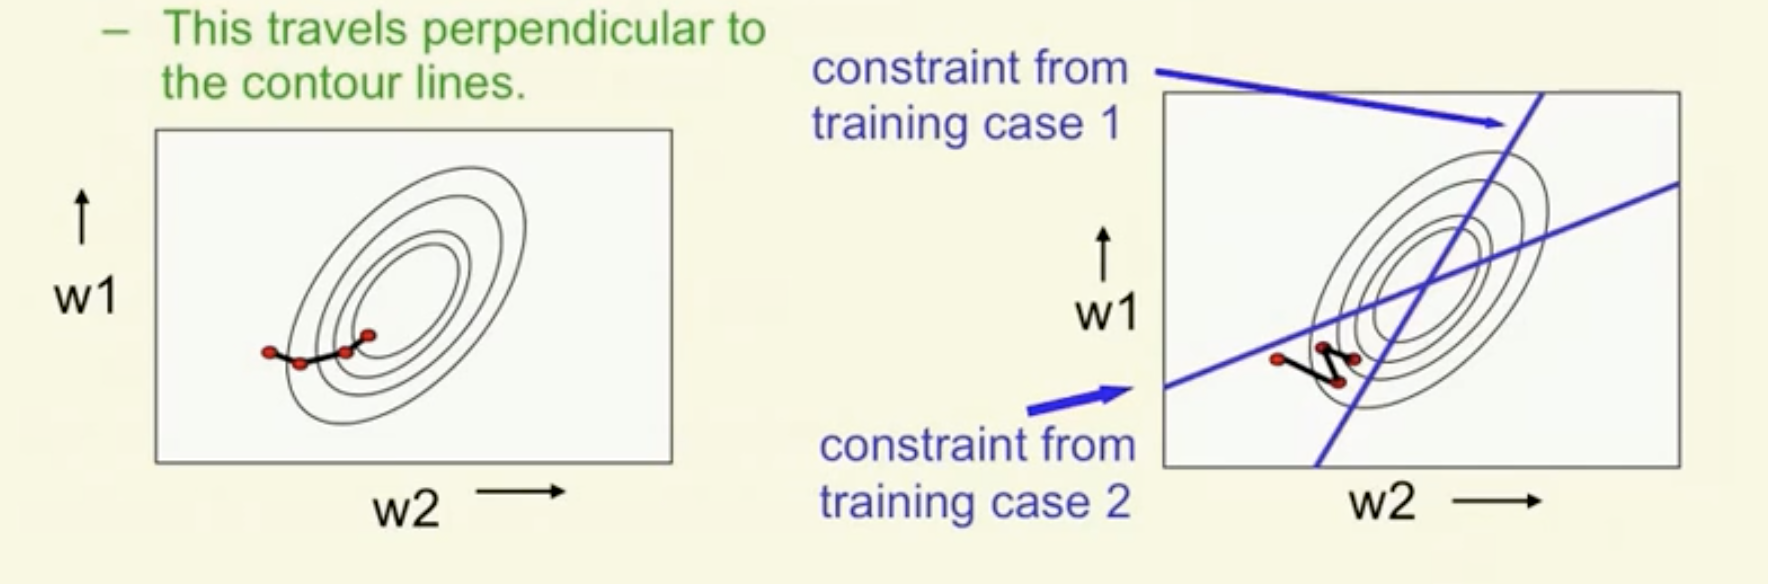 – This travels perpendicular to
the contour lines.
w1
w2
constraint from
training case 1
w1
constraint from
training case 2
w2